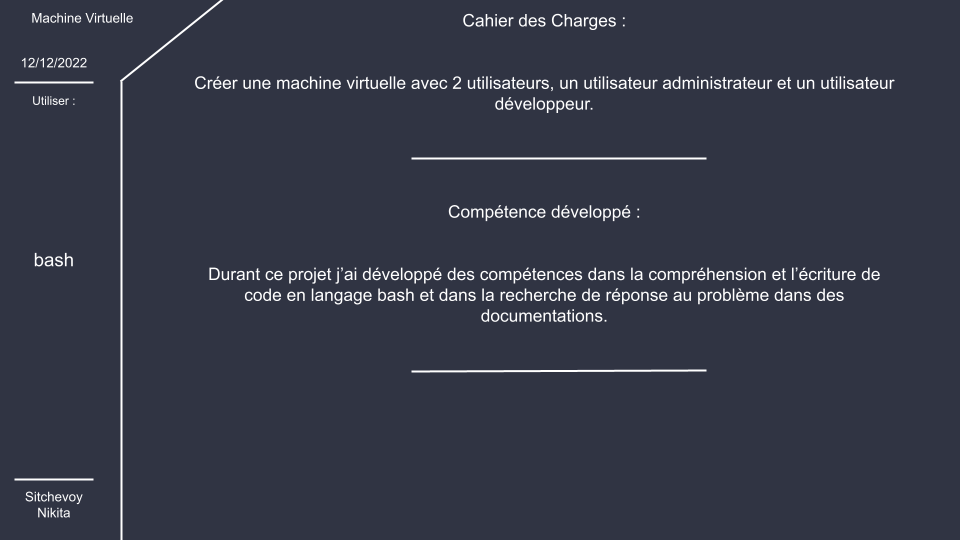 Machine Virtuelle
12/12/2022
Utiliser :
bash
Sitchevoy
Nikita
Cahier des Charges :
Créer une machine virtuelle avec 2 utilisateurs, un utilisateur administrateur et un utilisateur
développeur.
Compétence développé :
Durant ce projet j’ai développé des compétences dans la compréhension et l’écriture de
code en langage bash et dans la recherche de réponse au problème dans des
documentations.